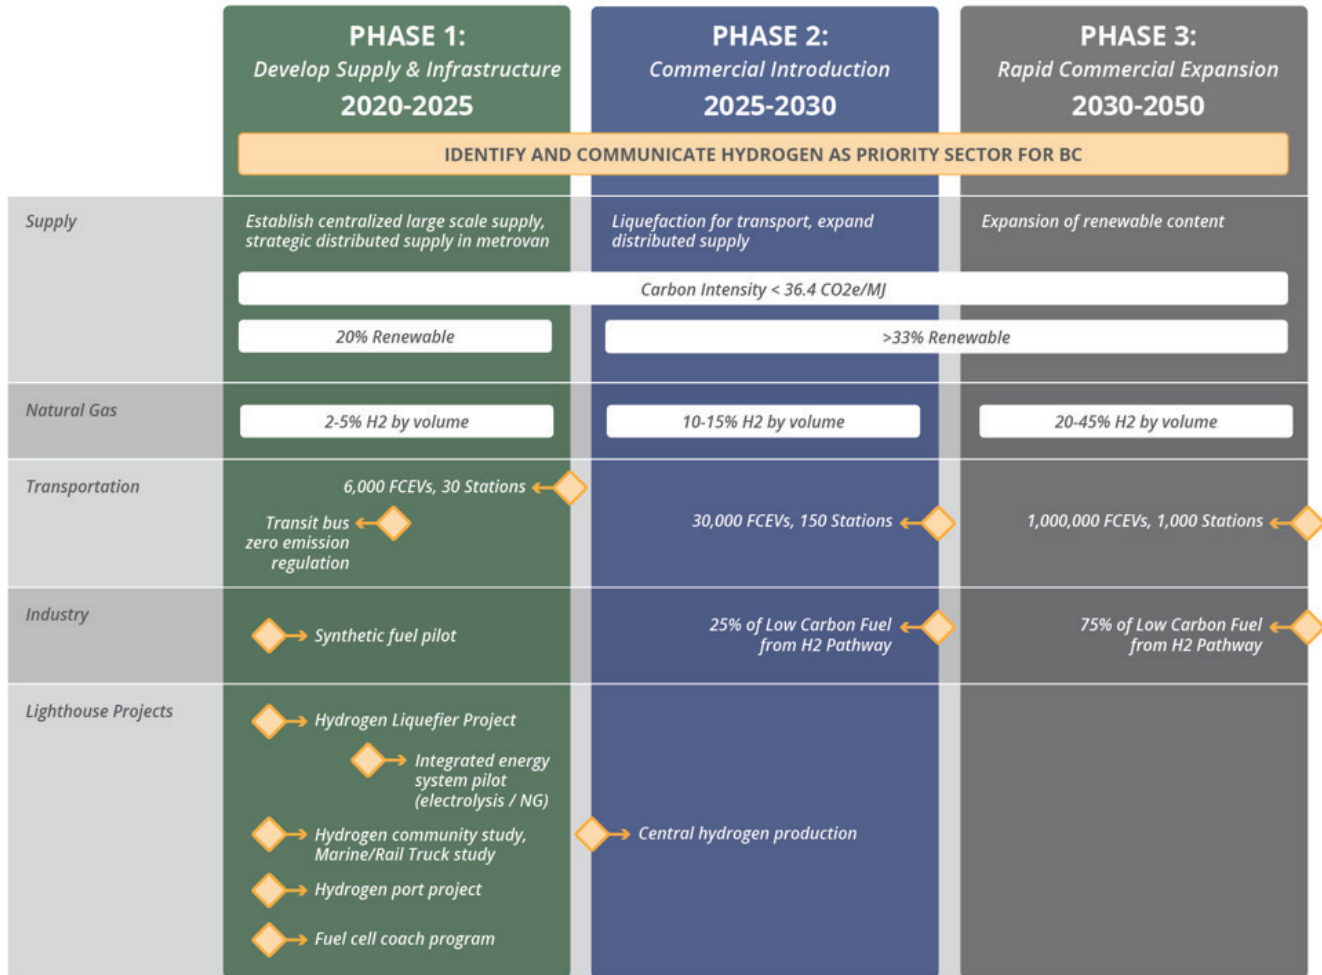 PHASE 1:
Develop Supply & Infrastructure
2020-2025
PHASE 2:
Commercial Introduction
2025-2030
PHASE 3:
Rapid Commercial Expansion
2030-2050
IDENTIFY AND COMMUNICATE HYDROGEN AS PRIORITY SECTOR FOR BC
Supply
Establish centralized large scale supply,
strategic distributed supply in metrovan
Liquefaction for transport, expand
distributed supply
Expansion of renewable content
Carbon Intensity < 36.4 CO2e/MJ
20% Renewable
>33% Renewable
Natural Gas
2-5% H2 by volume
10-15% H2 by volume
20-45% H2 by volume
Transportation
6,000 FCEVs, 30 Stations
Transit bus
zero emission
regulation
30,000 FCEVs, 150 Stations
1,000,000 FCEVs, 1,000 Stations
Industry
Synthetic fuel pilot
25% of Low Carbon Fuel
from H2 Pathway
75% of Low Carbon Fuel
from H2 Pathway
Lighthouse Projects
Hydrogen Liquefier Project
Integrated energy
system pilot
(electrolysis / NG)
Hydrogen community study,
Marine/Rail Truck study
Central hydrogen production
Hydrogen port project
Fuel cell coach program